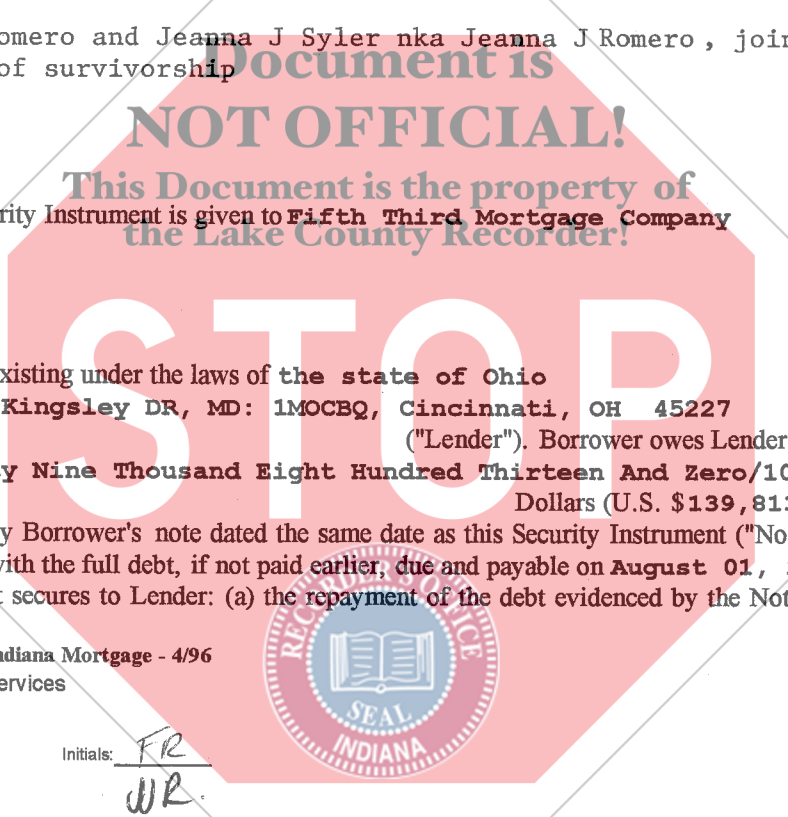 omero and Jeanna J Syler nka Jeanna J Romero, join
of survivorship
Document is
NOT OFFICIAL!
This Document is the property of
the Lake County Recorder!
rity Instrument is given to Fifth Third Mortgage Company
STOP
xisting under the laws of the state of Ohio
Kingsley DR, MD: 1MOCBQ, Cincinnati, OH 45227
("Lender"). Borrower owes Lender
y Nine Thousand Eight Hundred Thirteen And Zero/10
Dollars (U.S. $139,813
y Borrower's note dated the same date as this Security Instrument ("No
with the full debt, if not paid earlier, due and payable on August 01,
t secures to Lender: (a) the repayment of the debt evidenced by the Not
RECORDER'S OFFICE
SEAL
INDIANA
ndiana Mortgage - 4/96
ervices
Initials: FR
JJR.